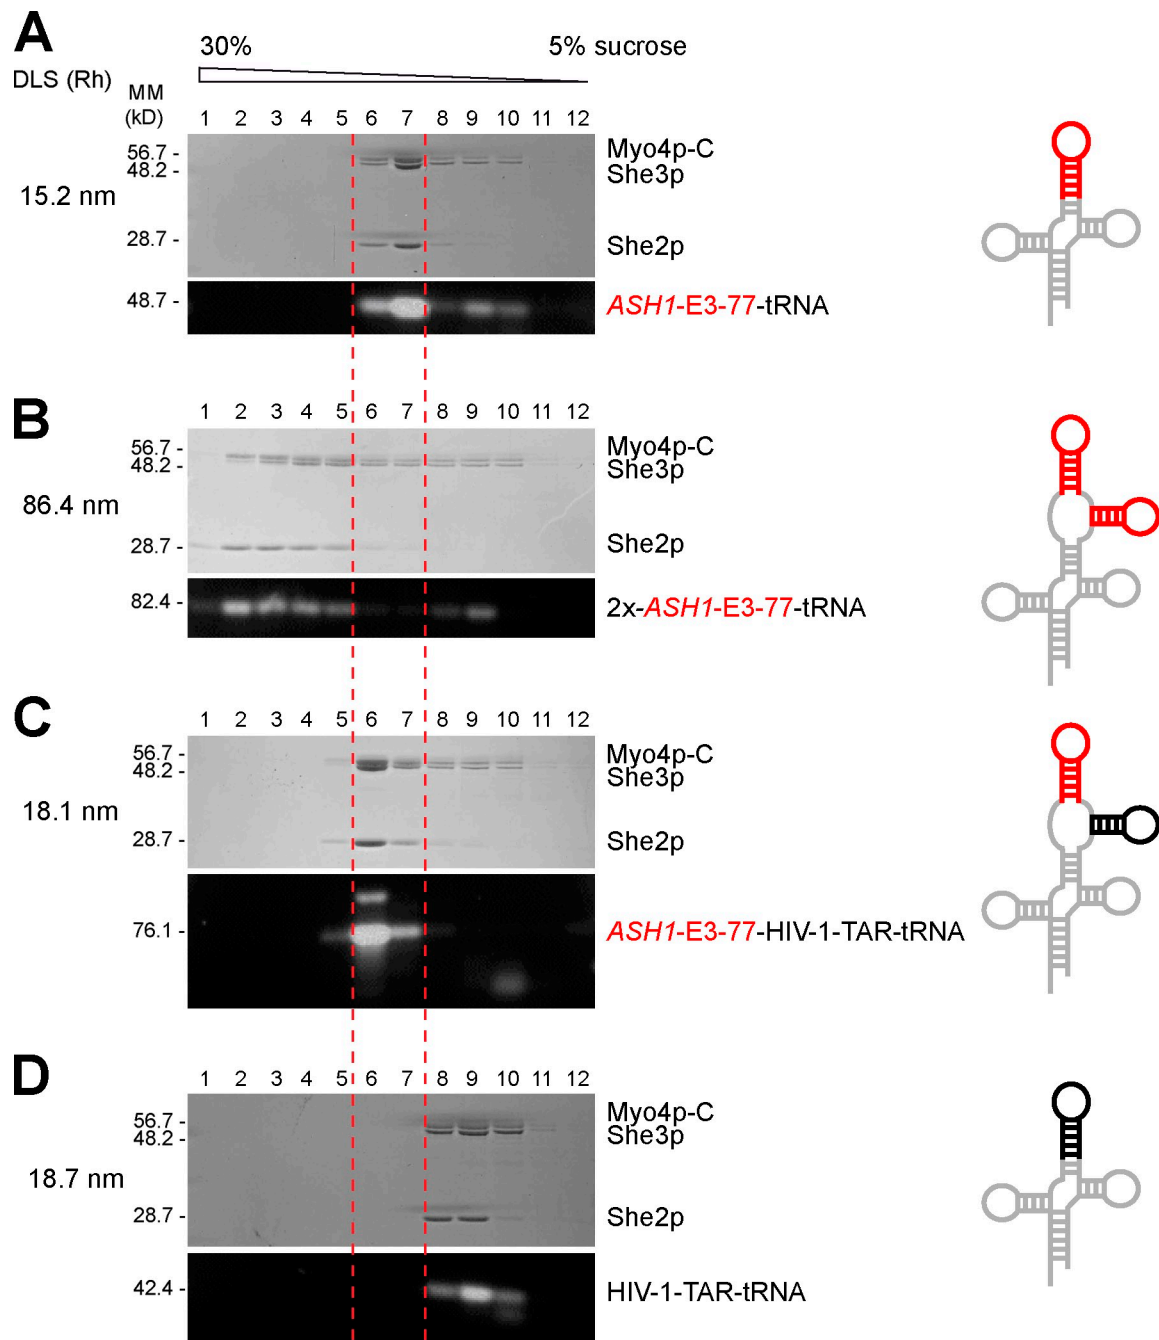 A
30% 5% sucrose
DLS (Rh)
MM
(kD)
1 2 3 4 5 6 7 8 9 10 11 12
56.7 - Myo4p-C
48.2 - She3p
15.2 nm
28.7 - She2p
48.7 - ASH1-E3-77-tRNA
B
1 2 3 4 5 6 7 8 9 10 11 12
56.7 - Myo4p-C
48.2 - She3p
86.4 nm
28.7 - She2p
82.4 - 2x-ASH1-E3-77-tRNA
C
1 2 3 4 5 6 7 8 9 10 11 12
56.7 - Myo4p-C
48.2 - She3p
18.1 nm
28.7 - She2p
76.1 - ASH1-E3-77-HIV-1-TAR-tRNA
D
1 2 3 4 5 6 7 8 9 10 11 12
56.7 - Myo4p-C
48.2 - She3p
18.7 nm
28.7 - She2p
42.4 - HIV-1-TAR-tRNA